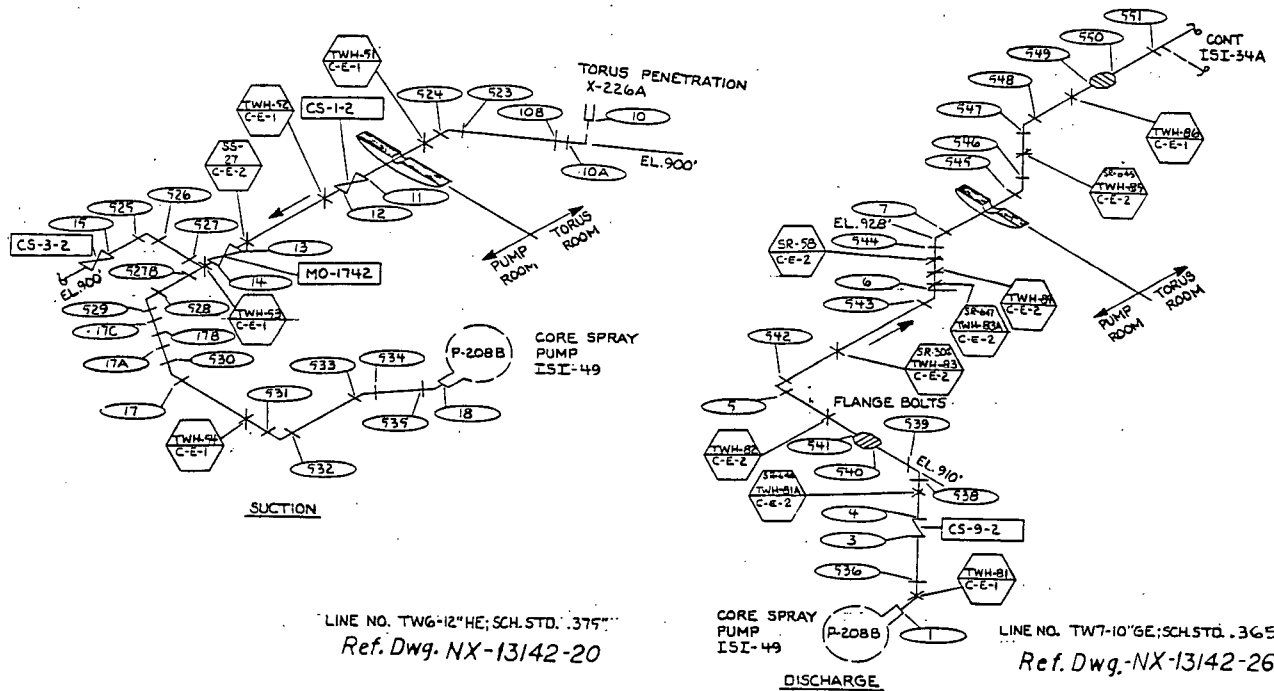 TWH-51
C-E-1
TWH-52
C-E-1
CS-1-2
SS-
27
C-E-2
524
523
TORUS PENETRATION
X-226A
10B
10
EL.900'
10A
11
12
525
526
15
527
CS-3-2
13
EL.900'
527B
14
MO-1742
PUMP
ROOM
TORUS
ROOM
529
528
TWH-53
C-E-1
17C
17B
17A
530
533
534
P-208B
CORE SPRAY
PUMP
ISI-49
17
531
535
18
TWH-54
C-E-1
532
SUCTION
LINE NO. TW6-12"HE; SCH.STD. .375"
Ref. Dwg. NX-13142-20
551
550
549
CONT
ISI-34A
548
547
TWH-86
C-E-1
546
545
TWH-85
C-E-2
7
EL.928'
544
SR-58
C-E-2
6
543
TWH-84
C-E-2
TWH-83A
C-E-2
PUMP
ROOM
TORUS
ROOM
542
TWH-83
C-E-2
5
FLANGE BOLTS
539
TWH-82
C-E-2
541
540
EL.910'
538
TWH-81A
C-E-2
4
3
CS-9-2
536
TWH-81
C-E-1
CORE SPRAY
PUMP
ISI-49
P-208B
1
DISCHARGE
LINE NO. TW7-10"GE; SCH.STD. .365
Ref. Dwg.-NX-13142-26